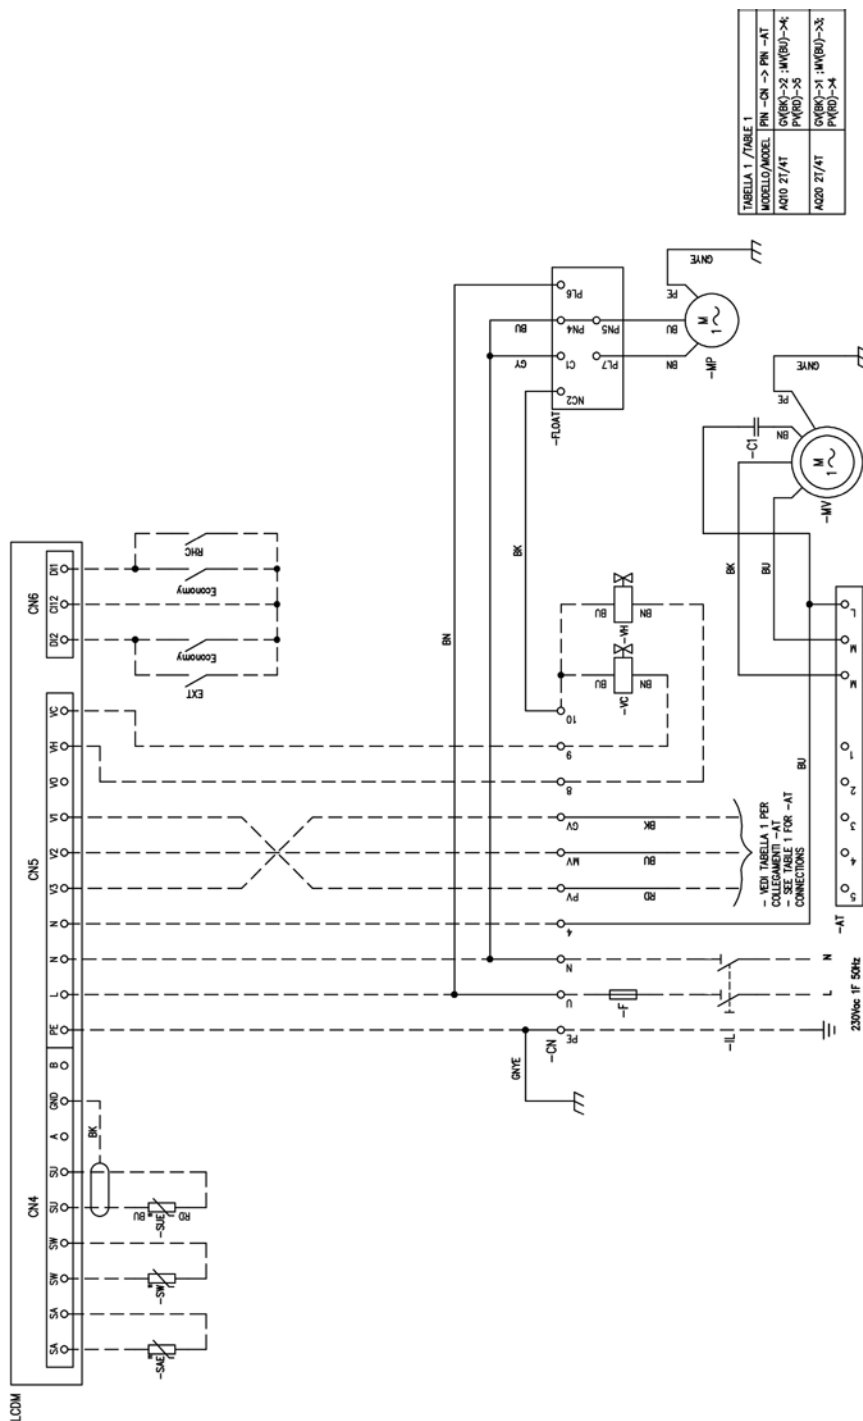 TABELLA 1 /TABLE 1
MODELLO/MODEL PIN -CN -> PIN -AT
AQ10 2T/4T GV(BK)->2 ;MV(BU)->4;
PV(RD)->5
AQ20 2T/4T GV(BK)->1 ;MV(BU)->3;
PV(RD)->4
LCDM
CN4
SA
SA
SW
SW
SU
SU
A
GND
B
CN5
PE
L
N
N
V3
V2
V1
V0
VH
VC
CN6
DI2
CI12
DI1
-SAE
-SW
-SUE
BU
RD
BK
EXT
Economy
Economy
RHC
GNYE
-CN
PE
U
N
4
PV
MV
GV
8
9
10
RD
BU
BK
-F
-IL
L
N
230Vac 1F 50Hz
- VEDI TABELLA 1 PER
COLLEGAMENTI -AT
- SEE TABLE 1 FOR -AT
CONNECTIONS
BN
BK
GY
BU
-VC
BU
BN
-VH
BU
BN
-FLOAT
NC2
C1
PN4
PL6
PL7
PN5
BN
BU
PE
GNYE
-MP
M
1~
BK
BU
BU
-C1
BN
PE
GNYE
-MV
M
1~
-AT
5
4
3
2
1
M
M
L